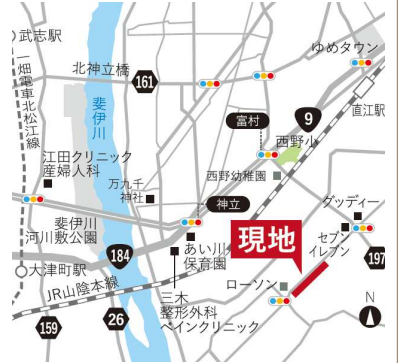 武志駅
ゆめタウン
北神立橋
161
一畑電車北松江線
斐伊川
直江駅
9
富村
西野小
江田クリニック
産婦人科
万九千
神社
西野幼稚園
神立
グッディー
斐伊川
河川敷公園
184
あい川
保育園
現地
セブン
イレブン
197
大津町駅
JR山陰本線
三木
整形外科
ペインクリニック
ローソン
N
159
26